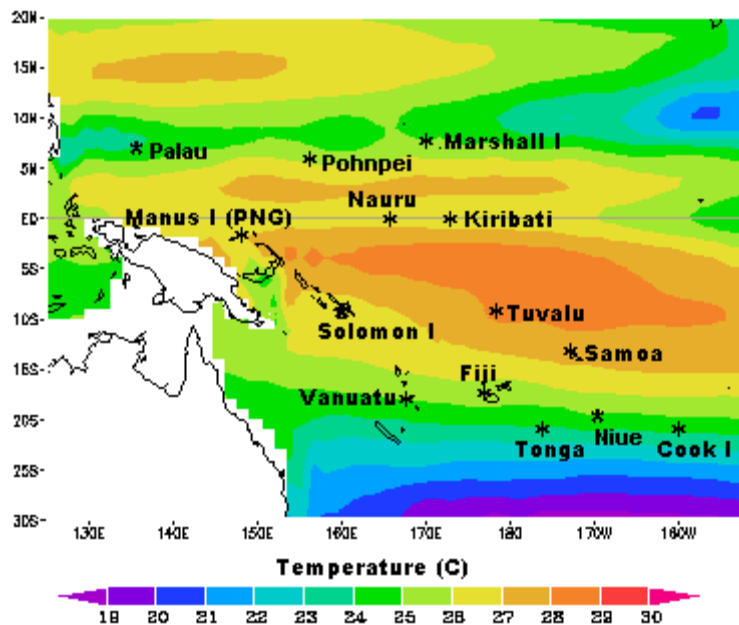 20N
15N
10N
5N
EQ
5S
10S
15S
20S
25S
30S
Palau
Pohnpei
Marshall I
Nauru
Manus I (PNG)
Kiribati
Solomon I
Tuvalu
Samoa
Fiji
Vanuatu
Tonga
Niue
Cook I
130E 140E 150E 160E 170E 180 170W 160W
Temperature (C)
19 20 21 22 23 24 25 26 27 28 29 30